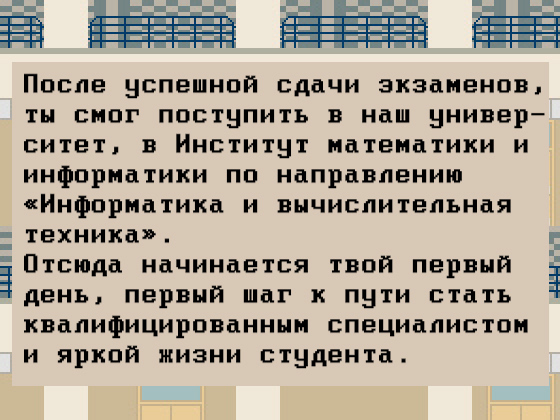 После успешной сдачи экзаменов,
ты смог поступить в наш универ-
ситет, в Институт математики и
информатики по направлению
«Информатика и вычислительная
техника».
Отсюда начинается твой первый
день, первый шаг к пути стать
квалифицированным специалистом
и яркой жизни студента.